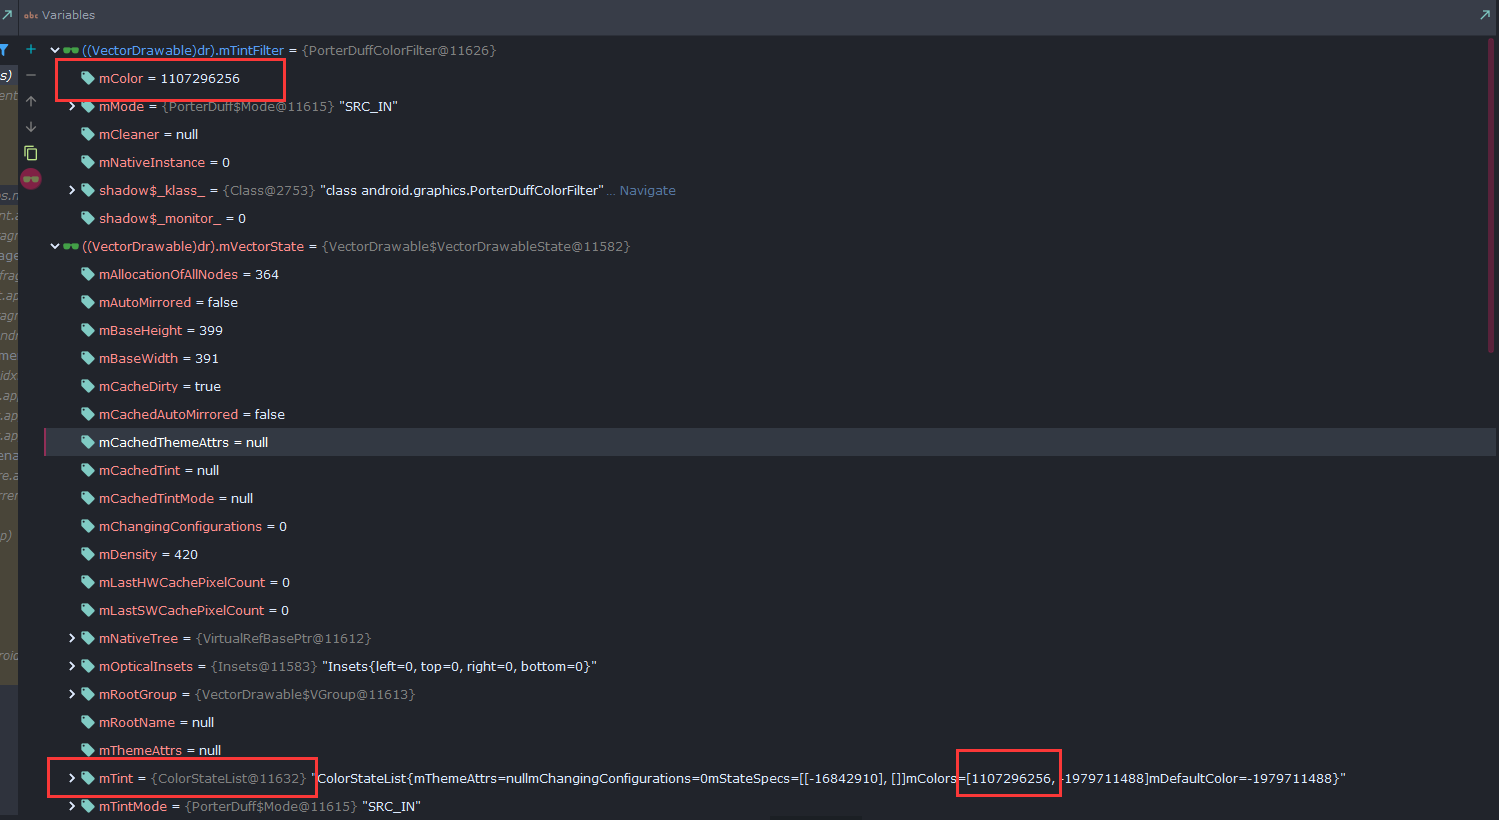 abc Variables
((VectorDrawable)dr).mTintFilter = {PorterDuffColorFilter@11626}
s)
mColor = 1107296256
ent
mMode = {PorterDuff$Mode@11615} "SRC_IN"
mCleaner = null
mNativeInstance = 0
shadow$_klass_ = {Class@2753} "class android.graphics.PorterDuffColorFilter" ... Navigate
shadow$_monitor_ = 0
((VectorDrawable)dr).mVectorState = {VectorDrawable$VectorDrawableState@11582}
mAllocationOfAllNodes = 364
mAutoMirrored = false
mBaseHeight = 399
mBaseWidth = 391
mCacheDirty = true
mCachedAutoMirrored = false
mCachedThemeAttrs = null
mCachedTint = null
mCachedTintMode = null
mChangingConfigurations = 0
p)
mDensity = 420
mLastHWCachePixelCount = 0
mLastSWCachePixelCount = 0
mNativeTree = {VirtualRefBasePtr@11612}
mOpticalInsets = {Insets@11583} "Insets{left=0, top=0, right=0, bottom=0}"
mRootGroup = {VectorDrawable$VGroup@11613}
mRootName = null
mThemeAttrs = null
mTint = {ColorStateList@11632} "ColorStateList{mThemeAttrs=nullmChangingConfigurations=0mStateSpecs=[[-16842910], []]mColors=[1107296256, -1979711488]mDefaultColor=-1979711488}"
mTintMode = {PorterDuff$Mode@11615} "SRC_IN"